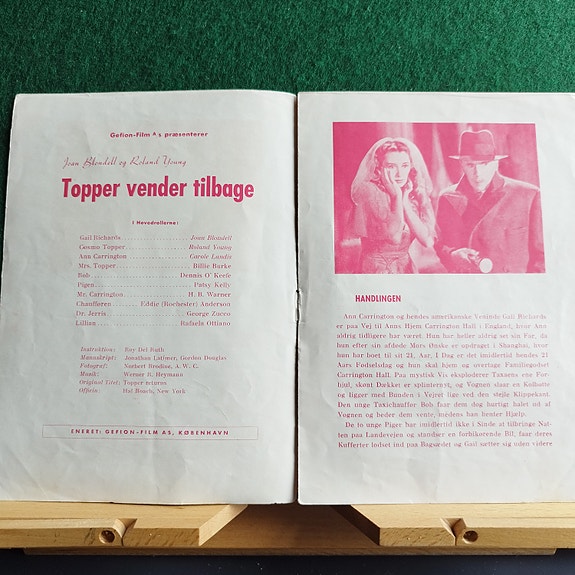 Gefion-Film A/s præsenterer
Joan Blondell og Roland Young
Topper vender tilbage
I Hovedrollerne:
Gail Richards Joan Blondell
Cosmo Topper Roland Young
Ann Carrington Carole Landis
Mrs. Topper Billie Burke
Bob Dennis O' Keefe
Pigen Patsy Kelly
Mr. Carrington H. B. Warner
Chaufføren Eddie (Rochester) Anderson
Dr. Jerris George Zucco
Lillian Rafaela Ottiano
Instruktion: Roy Del Ruth
Manuskript: Jonathan Latimer, Gordon Douglas
Fotograf: Norbert Brodine, A. W. C.
Musik: Werner R. Heymann
Original Titel: Topper returns
Officin: Hal Roach, New York
ENERET: GEFION-FILM AS, KØBENHAVN
HANDLINGEN
Ann Carrington og hendes amerikanske Veninde Gail Richards
er paa Vej til Anns Hjem Carrington Hall i England, hvor Ann
aldrig tidligere har været. Hun har heller aldrig set sin Far, da
hun efter sin afdøde Mors Ønske er opdraget i Shanghai, hvor
hun har boet til sit 21. Aar. I Dag er det imidlertid hendes 21
Aars Fødselsdag og hun skal hjem og overtage Familiegodset
Carrington Hall. Paa mystisk Vis eksploderer Taxaens ene For-
hjul, skønt Dækket er splinternyt, og Vognen slaar en Kolbøtte
og ligger med Bunden i Vejret lige ved den stejle Klippekant.
Den unge Taxichauffør Bob faar dem dog hurtigt halet ud af
Vognen og beder dem vente, medens han henter Hjælp.
De to unge Piger har imidlertid ikke i Sinde at tilbringe Nat-
ten paa Landevejen og standser en forbikørende Bil, faar deres
Kufferter lodset ind paa Bagsædet og Gail sætter sig uden videre